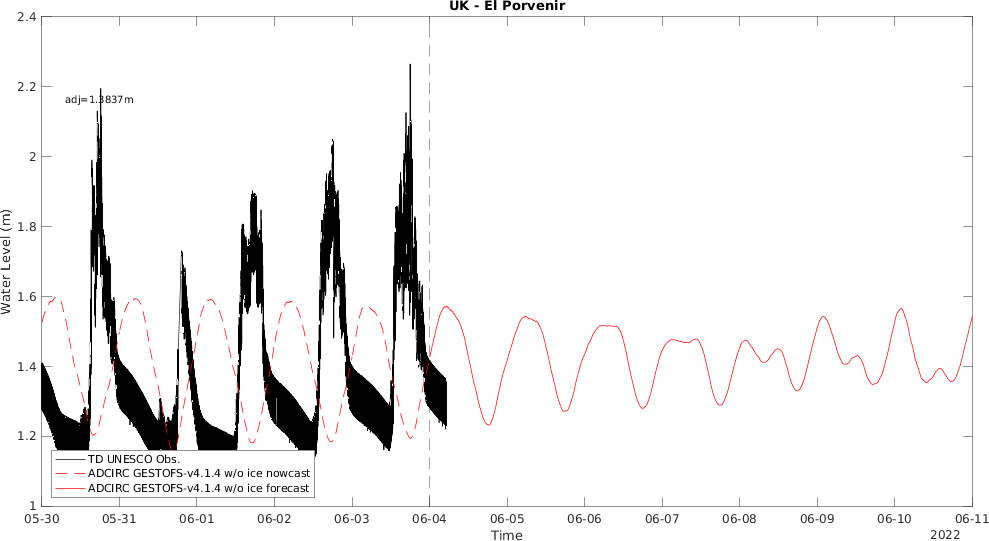 UK - El Porvenir
2.4
2.2
2
1.8
1.6
1.4
1.2
1
Water Level (m)
adj=1.3837m
TD UNESCO Obs.
ADCIRC GESTOFS-v4.1.4 w/o ice nowcast
ADCIRC GESTOFS-v4.1.4 w/o ice forecast
05-30 05-31 06-01 06-02 06-03 06-04 06-05 06-06 06-07 06-08 06-09 06-10 06-11
Time
2022